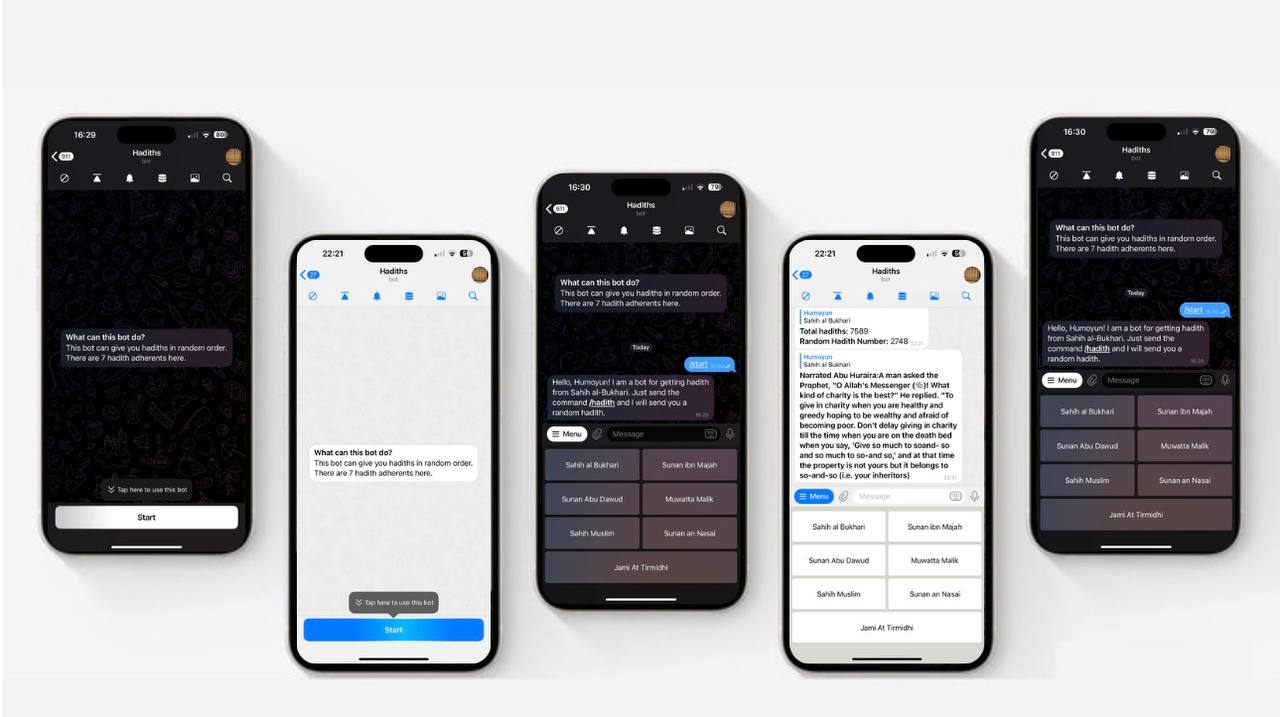 16:29
80
911
Hadiths
bot
What can this bot do?
This bot can give you hadiths in random order.
There are 7 hadith adherents here.
Tap here to use this bot
Start
22:21
27
Hadiths
bot
What can this bot do?
This bot can give you hadiths in random order.
There are 7 hadith adherents here.
Tap here to use this bot
Start
16:30
79
911
Hadiths
bot
What can this bot do?
This bot can give you hadiths in random order.
There are 7 hadith adherents here.
Today
/start 16:29
Hello, Humoyun! I am a bot for getting hadith
from Sahih al-Bukhari. Just send the
command /hadith and I will send you a
random hadith. 16:29
Menu Message
Sahih al Bukhari Sunan ibn Majah
Sunan Abu Dawud Muwatta Malik
Sahih Muslim Sunan an Nasai
Jami At Tirmidhi
22:21
27
Hadiths
bot
Humoyun
Sahih al Bukhari
Total hadiths: 7589
Random Hadith Number: 2748 22:21
Humoyun
Sahih al Bukhari
Narrated Abu Huraira:A man asked the
Prophet, "O Allah's Messenger (ﷺ)! What
kind of charity is the best?" He replied. "To
give in charity when you are healthy and
greedy hoping to be wealthy and afraid of
becoming poor. Don't delay giving in charity
till the time when you are on the death bed
when you say, 'Give so much to soand- so
and so much to so-and so,' and at that time
the property is not yours but it belongs to
so-and-so (i.e. your inheritors) 22:21
Menu Message
Sahih al Bukhari Sunan ibn Majah
Sunan Abu Dawud Muwatta Malik
Sahih Muslim Sunan an Nasai
Jami At Tirmidhi
16:30
79
911
Hadiths
bot
What can this bot do?
This bot can give you hadiths in random order.
There are 7 hadith adherents here.
Today
/start 16:29
Hello, Humoyun! I am a bot for getting hadith
from Sahih al-Bukhari. Just send the
command /hadith and I will send you a
random hadith. 16:29
Menu Message
Sahih al Bukhari Sunan ibn Majah
Sunan Abu Dawud Muwatta Malik
Sahih Muslim Sunan an Nasai
Jami At Tirmidhi